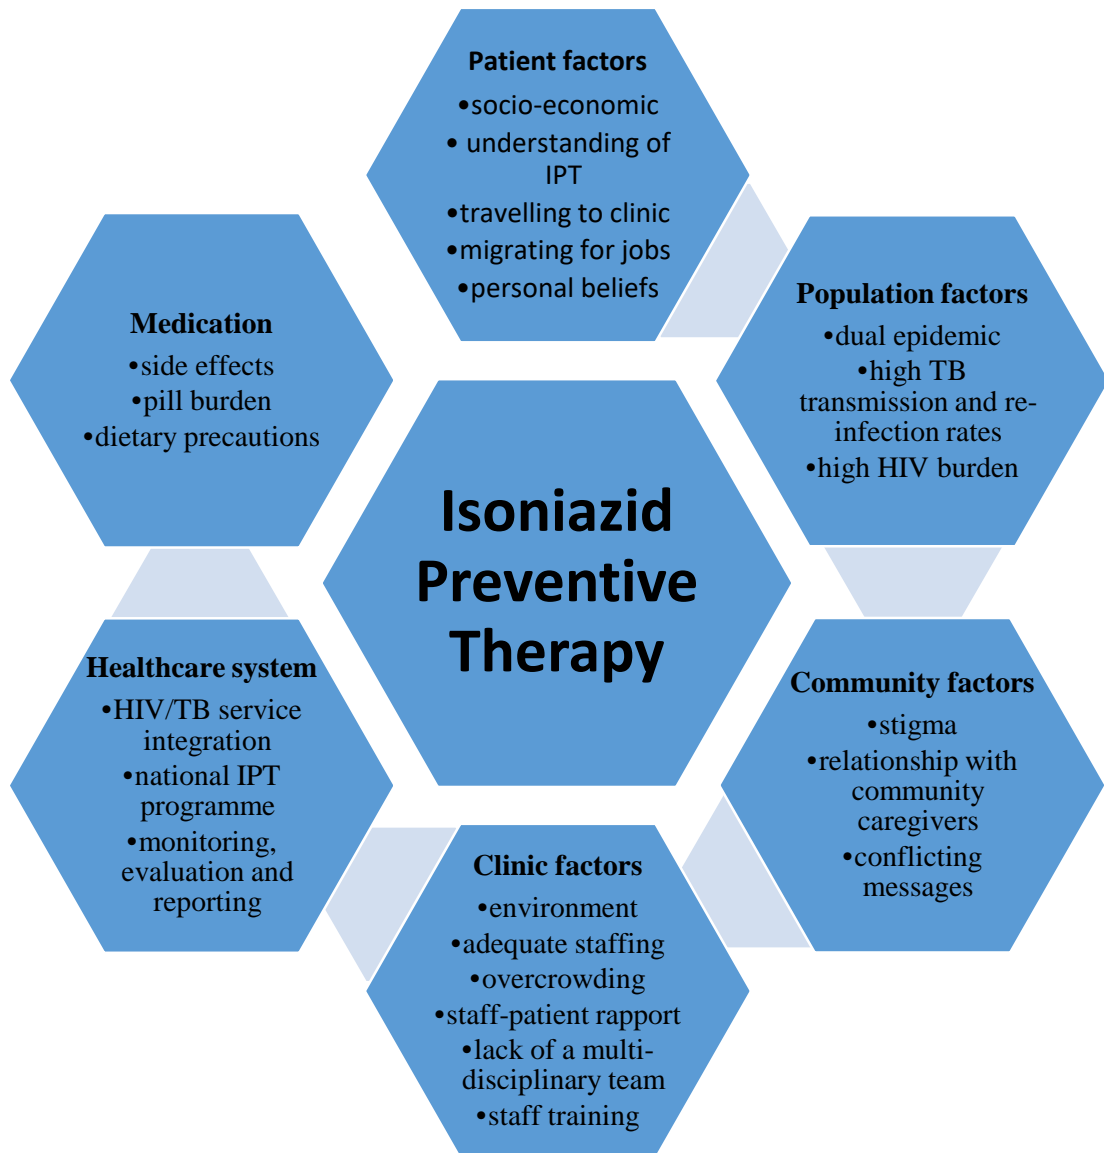 Patient factors
•socio-economic
• understanding of
IPT
•travelling to clinic
•migrating for jobs
•personal beliefs
Population factors
•dual epidemic
•high TB
transmission and re-
infection rates
•high HIV burden
Community factors
•stigma
•relationship with
community
caregivers
•conflicting
messages
Clinic factors
•environment
•adequate staffing
•overcrowding
•staff-patient rapport
•lack of a multi-
disciplinary team
•staff training
Healthcare system
•HIV/TB service
integration
•national IPT
programme
•monitoring,
evaluation and
reporting
Medication
•side effects
•pill burden
•dietary precautions
Isoniazid
Preventive
Therapy